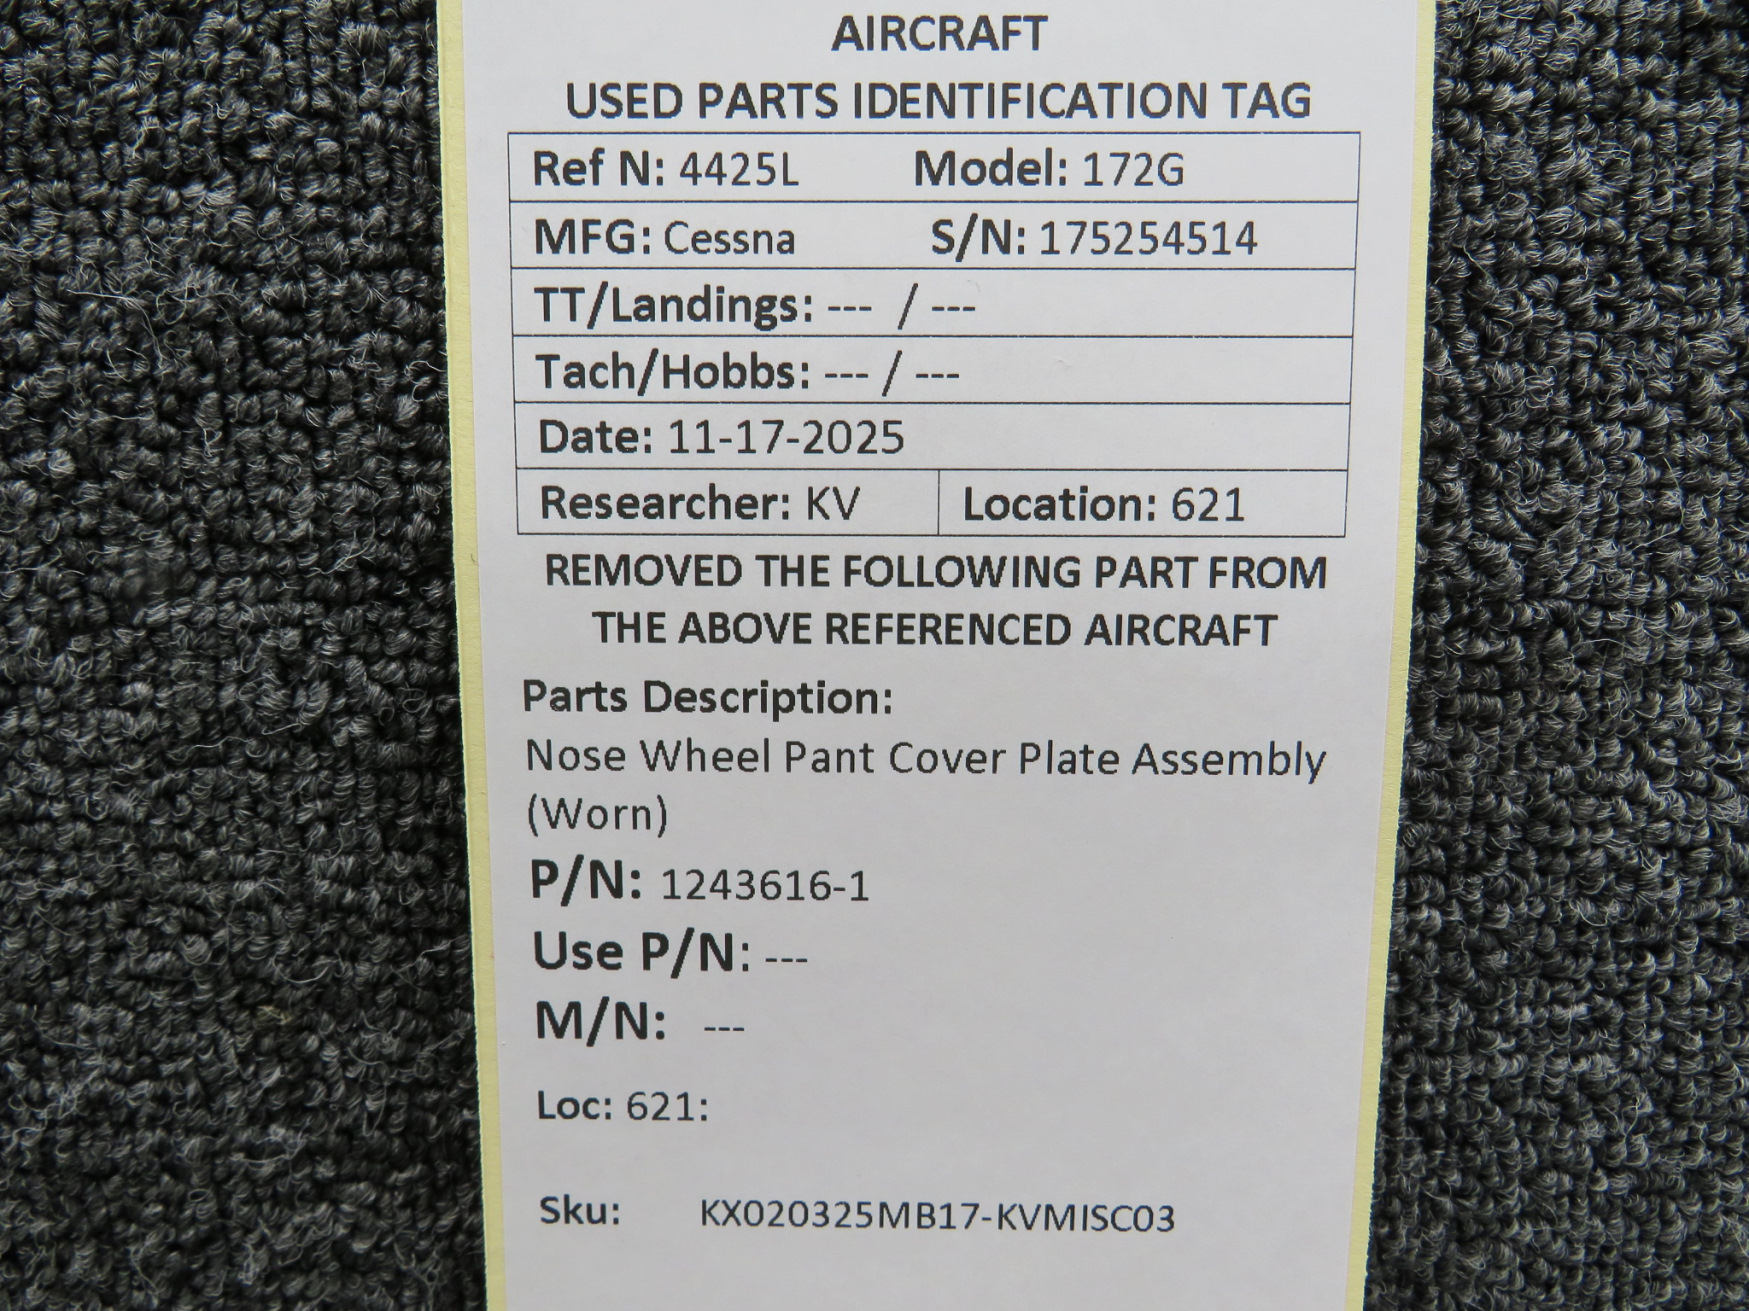 AIRCRAFT
USED PARTS IDENTIFICATION TAG
Ref N: 4425L Model: 172G
MFG: Cessna S/N: 175254514
TT/Landings: --- / ---
Tach/Hobbs: --- / ---
Date: 11-17-2025
Researcher: KV Location: 621
REMOVED THE FOLLOWING PART FROM
THE ABOVE REFERENCED AIRCRAFT
Parts Description:
Nose Wheel Pant Cover Plate Assembly
(Worn)
P/N: 1243616-1
Use P/N: ---
M/N: ---
Loc: 621:
Sku: KX020325MB17-KVMISC03